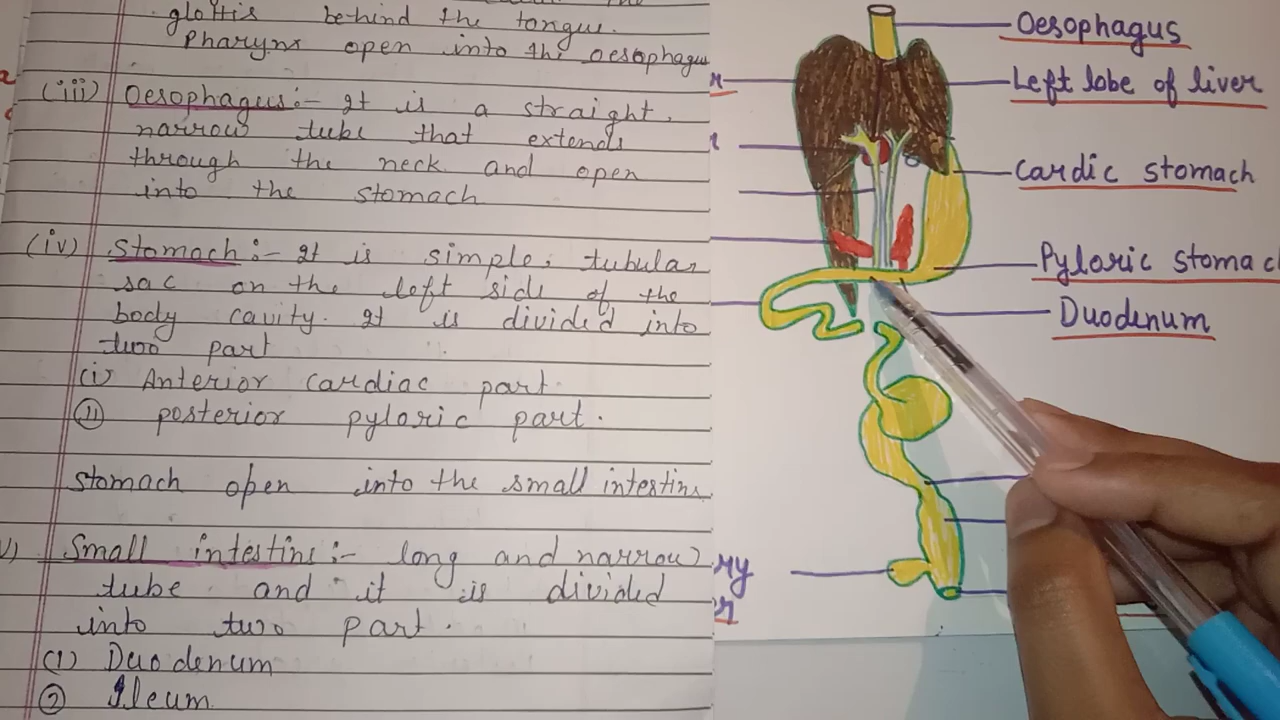 glottis behind the tongue.
Pharynx open into the oesophagus
(iii) Oesophagus:- It is a straight,
narrow tube that extends
through the neck and open
into the stomach
(iv) Stomach:- It is simple, tubular
sac on the left side of the
body cavity. It is divided into
two part
(i) Anterior cardiac part.
(ii) posterior pyloric part.
stomach open into the small intestins
Small intestins:- long and narrow
tube and it is divided
into two part.
(1) Duodenum
(2) Ileum
Oesophagus
Left lobe of liver
Cardic stomach
Pyloric stomac
Duodenum